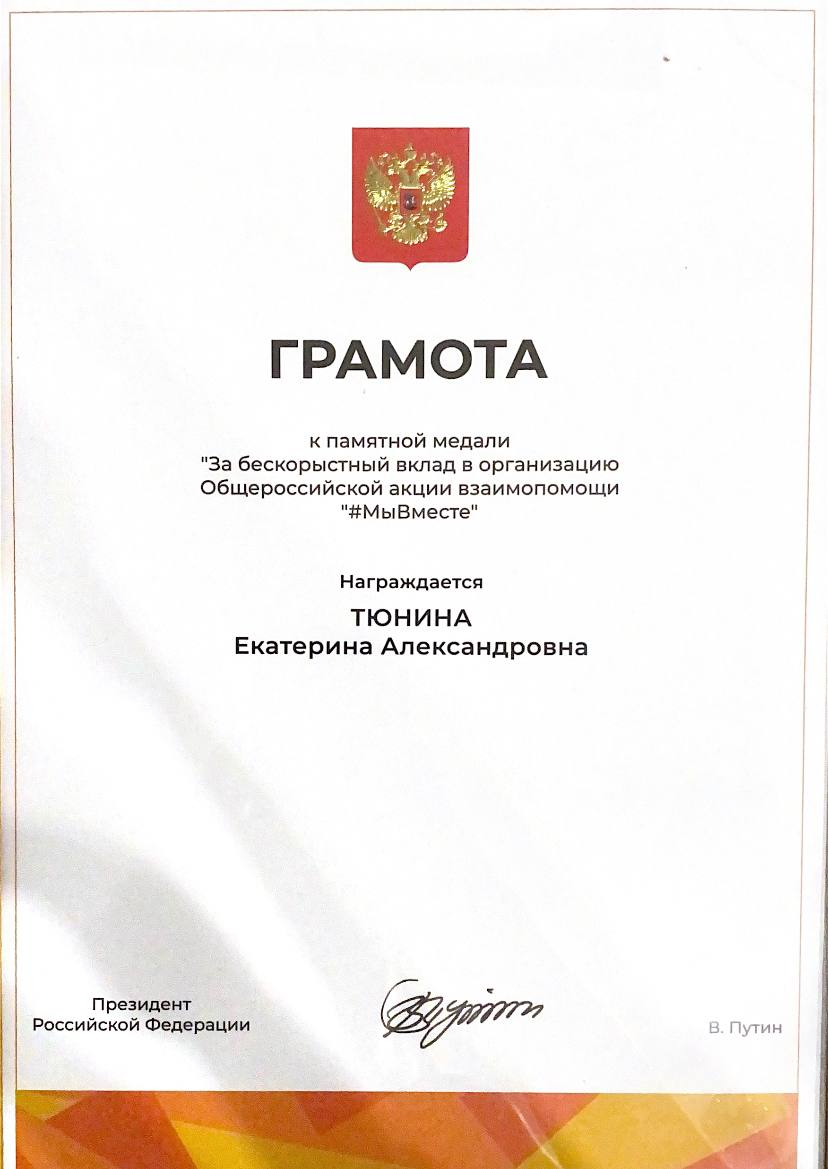 ГРАМОТА
к памятной медали
"За бескорыстный вклад в организацию
Общероссийской акции взаимопомощи
"#МыВместе"
Награждается
ТЮНИНА
Екатерина Александровна
Президент
Российской Федерации
В. Путин